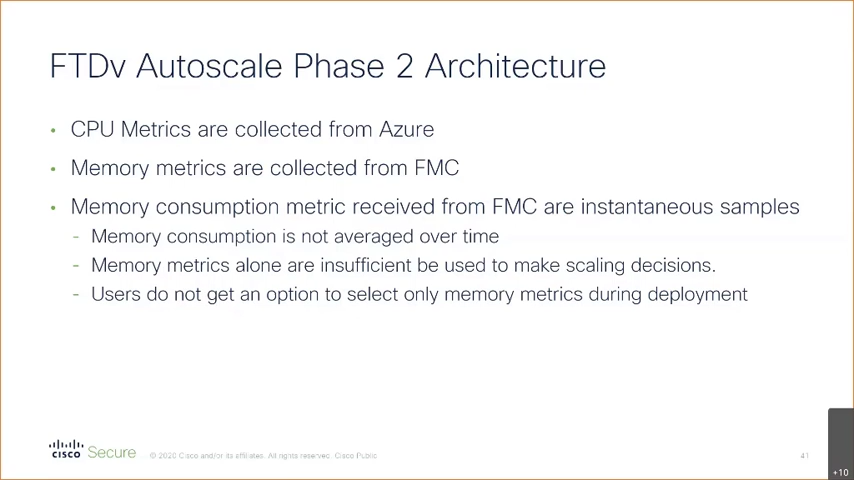 FTDv Autoscale Phase 2 Architecture
• CPU Metrics are collected from Azure
• Memory metrics are collected from FMC
• Memory consumption metric received from FMC are instantaneous samples
- Memory consumption is not averaged over time
- Memory metrics alone are insufficient be used to make scaling decisions.
- Users do not get an option to select only memory metrics during deployment
CISCO Secure © 2020 Cisco and/or its affiliates. All rights reserved. Cisco Public 41
+10